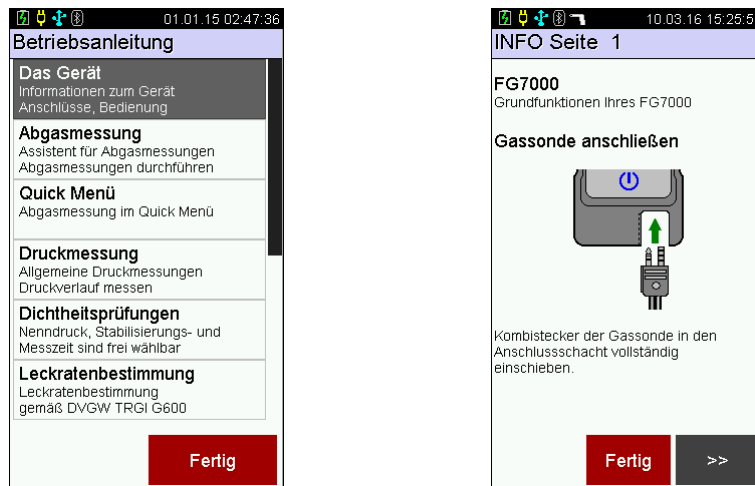 01.01.15 02:47:36
Betriebsanleitung
Das Gerät
Informationen zum Gerät
Anschlüsse, Bedienung
Abgasmessung
Assistent für Abgasmessungen
Abgasmessungen durchführen
Quick Menü
Abgasmessung im Quick Menü
Druckmessung
Allgemeine Druckmessungen
Druckverlauf messen
Dichtheitsprüfungen
Nenndruck, Stabilisierungs- und
Messzeit sind frei wählbar
Leckratenbestimmung
Leckratenbestimmung
gemäß DVGW TRGI G600
Fertig
10.03.16 15:25:5
INFO Seite 1
FG7000
Grundfunktionen Ihres FG7000
Gassonde anschließen
Kombistecker der Gassonde in den
Anschlussschacht vollständig
einschieben.
Fertig >>